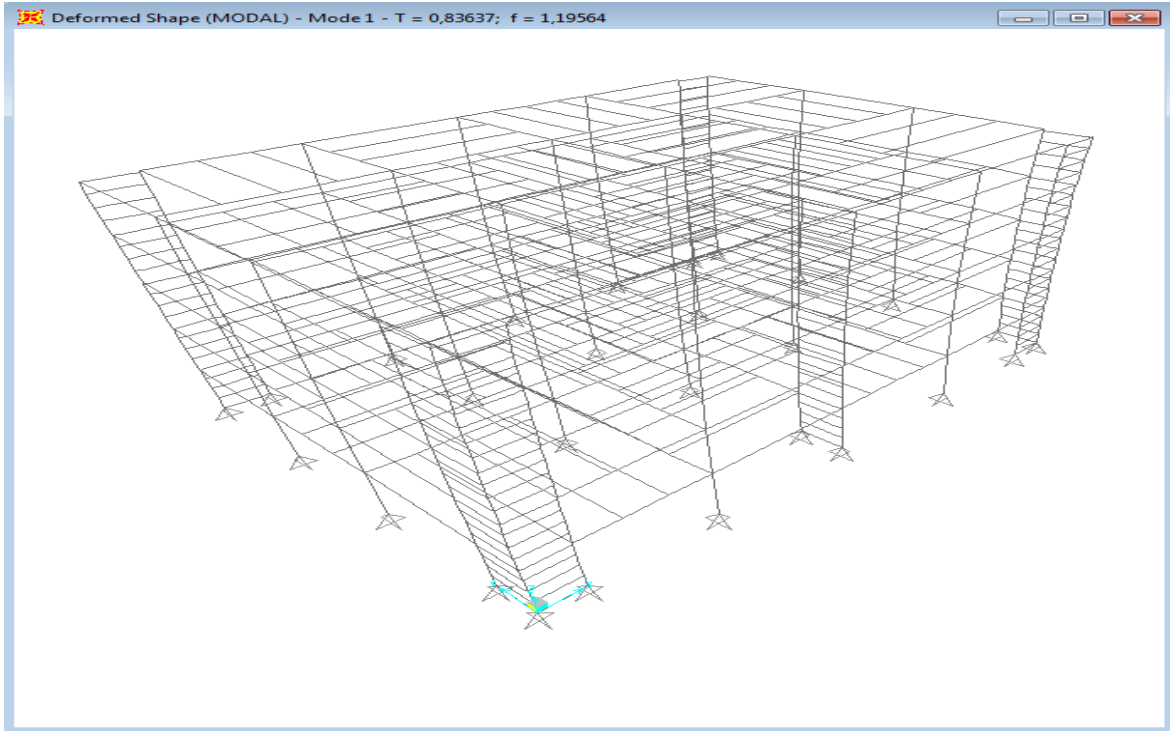 Deformed Shape (MODAL) - Mode 1 - T = 0,83637; f = 1,19564